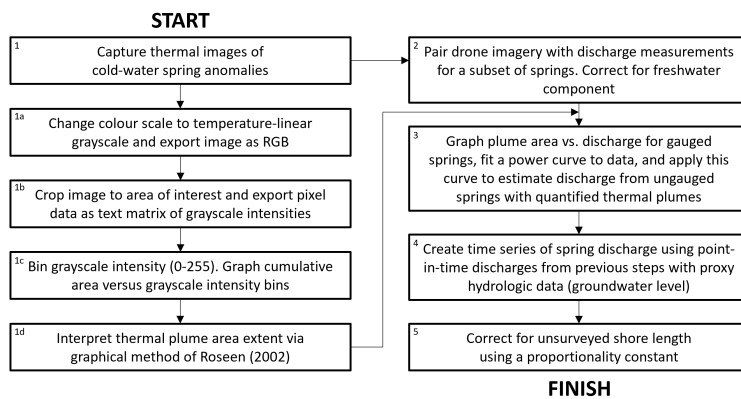 START
1 Capture thermal images of
cold-water spring anomalies
1a Change colour scale to temperature-linear
grayscale and export image as RGB
1b Crop image to area of interest and export pixel
data as text matrix of grayscale intensities
1c Bin grayscale intensity (0-255). Graph cumulative
area versus grayscale intensity bins
1d Interpret thermal plume area extent via
graphical method of Roseen (2002)
2 Pair drone imagery with discharge measurements
for a subset of springs. Correct for freshwater
component
3 Graph plume area vs. discharge for gauged
springs, fit a power curve to data, and apply this
curve to estimate discharge from ungauged
springs with quantified thermal plumes
4 Create time series of spring discharge using point-
in-time discharges from previous steps with proxy
hydrologic data (groundwater level)
5 Correct for unsurveyed shore length
using a proportionality constant
FINISH